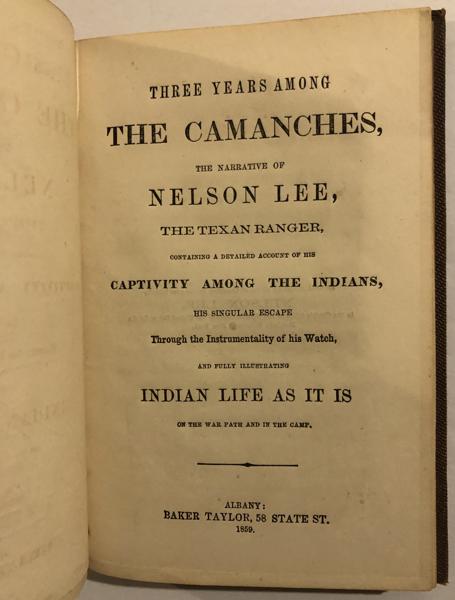 THREE YEARS AMONG
THE CAMANCHES,
THE NARRATIVE OF
NELSON LEE,
THE TEXAN RANGER,
CONTAINING A DETAILED ACCOUNT OF HIS
CAPTIVITY AMONG THE INDIANS,
HIS SINGULAR ESCAPE
Through the Instrumentality of his Watch,
AND FULLY ILLUSTRATING
INDIAN LIFE AS IT IS
ON THE WAR PATH AND IN THE CAMP.
ALBANY:
BAKER TAYLOR, 58 STATE ST.
1859.